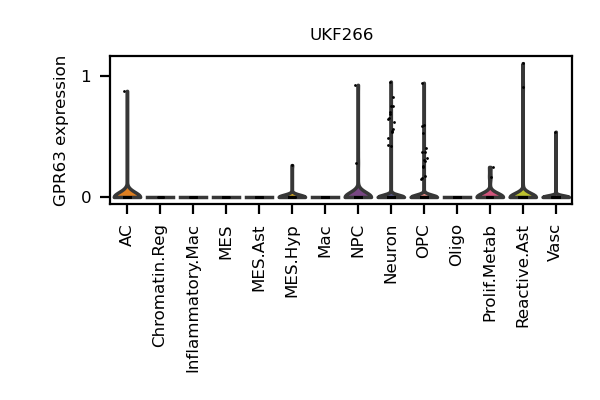 UKF266
GPR63 expression
1
0
AC
Chromatin.Reg
Inflammatory.Mac
MES
MES.Ast
MES.Hyp
Mac
NPC
Neuron
OPC
Oligo
Prolif.Metab
Reactive.Ast
Vasc